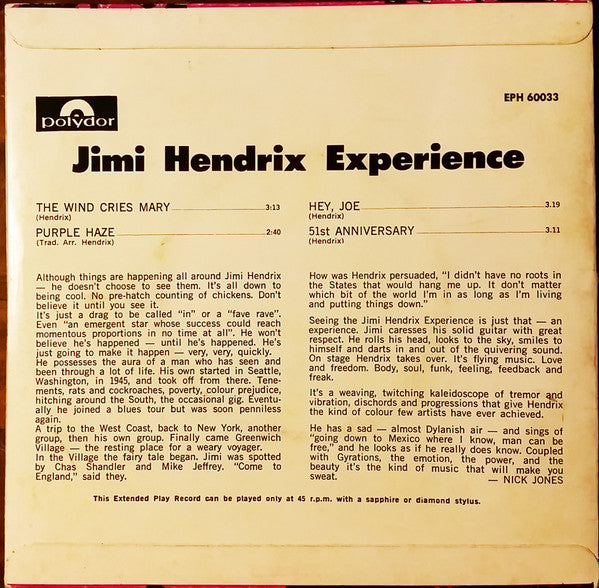 EPH 60033
polydor
Jimi Hendrix Experience
THE WIND CRIES MARY 3:13
(Hendrix)
PURPLE HAZE 2:40
(Trad. Arr. Hendrix)
HEY, JOE 3.19
(Hendrix)
51st ANNIVERSARY 3.11
(Hendrix)
Although things are happening all around Jimi Hendrix
— he doesn't choose to see them. It's all down to
being cool. No pre-hatch counting of chickens. Don't
believe it until you see it.
It's just a drag to be called "in" or a "fave rave".
Even "an emergent star whose success could reach
momentous proportions in no time at all". He won't
believe he's happened — until he's happened. He's
just going to make it happen — very, very, quickly.
He possesses the aura of a man who has seen and
been through a lot of life. His own started in Seattle,
Washington, in 1945, and took off from there. Tene-
ments, rats and cockroaches, poverty, colour prejudice,
hitching around the South, the occasional gig. Eventu-
ally he joined a blues tour but was soon penniless
again.
A trip to the West Coast, back to New York, another
group, then his own group. Finally came Greenwich
Village — the resting place for a weary voyager.
In the Village the fairy tale began. Jimi was spotted
by Chas Shandler and Mike Jeffrey. "Come to
England," said they.
How was Hendrix persuaded, "I didn't have no roots in
the States that would hang me up. It don't matter
which bit of the world I'm in as long as I'm living
and putting things down."
Seeing the Jimi Hendrix Experience is just that — an
experience. Jimi caresses his solid guitar with great
respect. He rolls his head, looks to the sky, smiles to
himself and darts in and out of the quivering sound.
On stage Hendrix takes over. It's flying music. Love
and freedom. Body, soul, funk, feeling, feedback and
freak.
It's a weaving, twitching kaleidoscope of tremor and
vibration, dischords and progressions that give Hendrix
the kind of colour few artists have ever achieved.
He has a sad — almost Dylanish air — and sings of
"going down to Mexico where I know, man can be
free," and he looks as if he really does know. Coupled
with Gyrations, the emotion, the power, and the
beauty it's the kind of music that will make you
sweat. — NICK JONES
This Extended Play Record can be played only at 45 r.p.m. with a sapphire or diamond stylus.